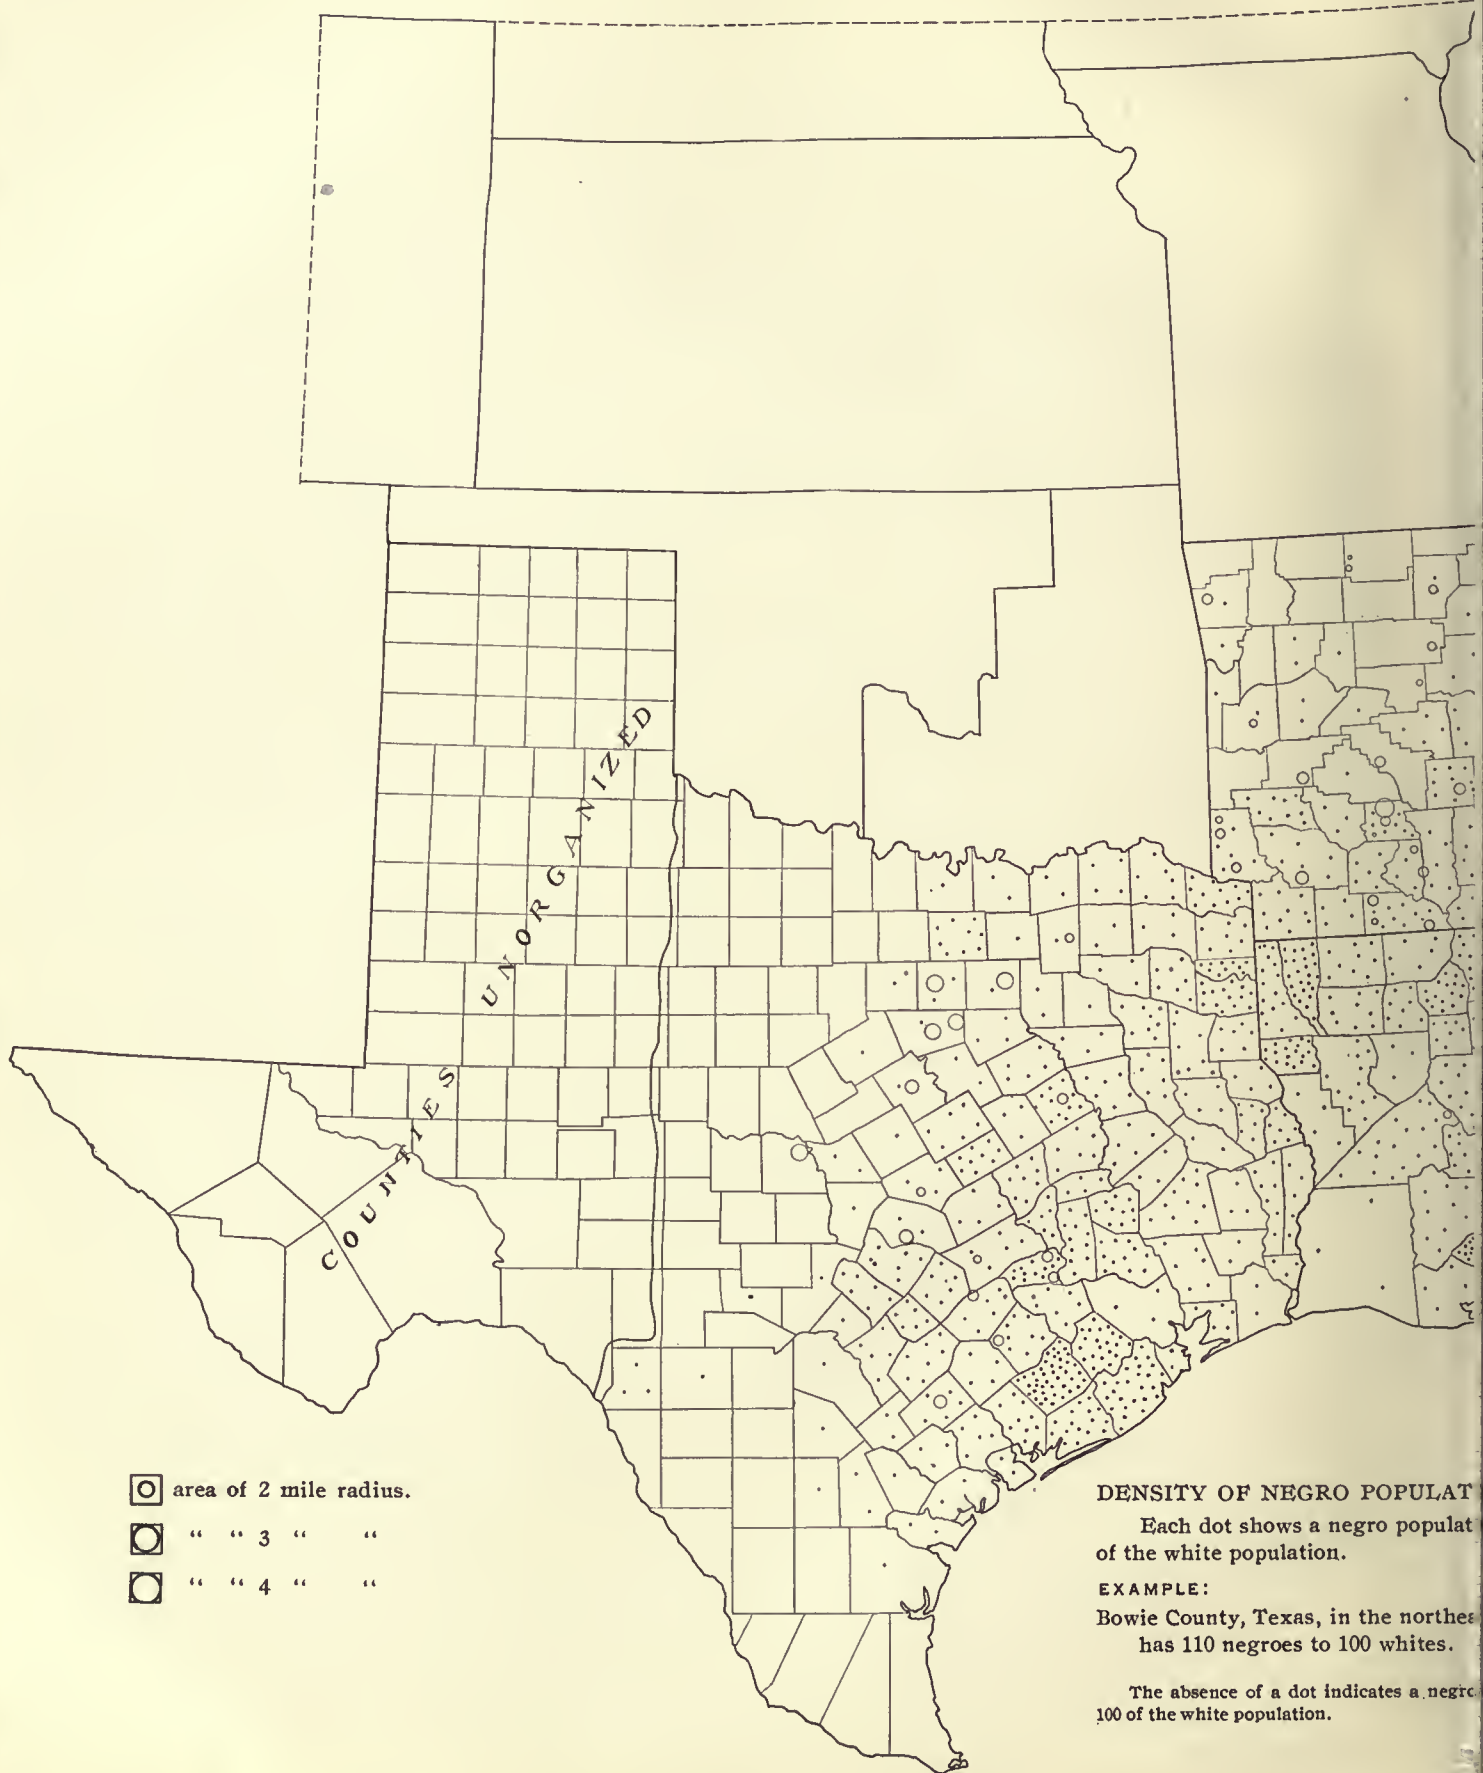 UNORGANIZED
COUNTIES
area of 2 mile radius.
“ “ 3 “ “
“ “ 4 “ “
DENSITY OF NEGRO POPULAT
Each dot shows a negro populat
of the white population.
EXAMPLE:
Bowie County, Texas, in the northea
has 110 negroes to 100 whites.
The absence of a dot indicates a negro
100 of the white population.